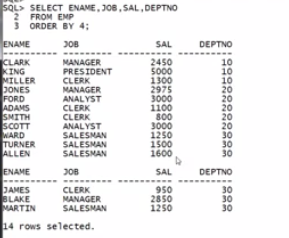 SQL> SELECT ENAME,JOB,SAL,DEPTNO
2 FROM EMP
3 ORDER BY 4;
ENAME JOB SAL DEPTNO
---------- --------- ---------- ----------
CLARK MANAGER 2450 10
KING PRESIDENT 5000 10
MILLER CLERK 1300 10
JONES MANAGER 2975 20
FORD ANALYST 3000 20
ADAMS CLERK 1100 20
SMITH CLERK 800 20
SCOTT ANALYST 3000 20
WARD SALESMAN 1250 30
TURNER SALESMAN 1500 30
ALLEN SALESMAN 1600 30
ENAME JOB SAL DEPTNO
---------- --------- ---------- ----------
JAMES CLERK 950 30
BLAKE MANAGER 2850 30
MARTIN SALESMAN 1250 30
14 rows selected.